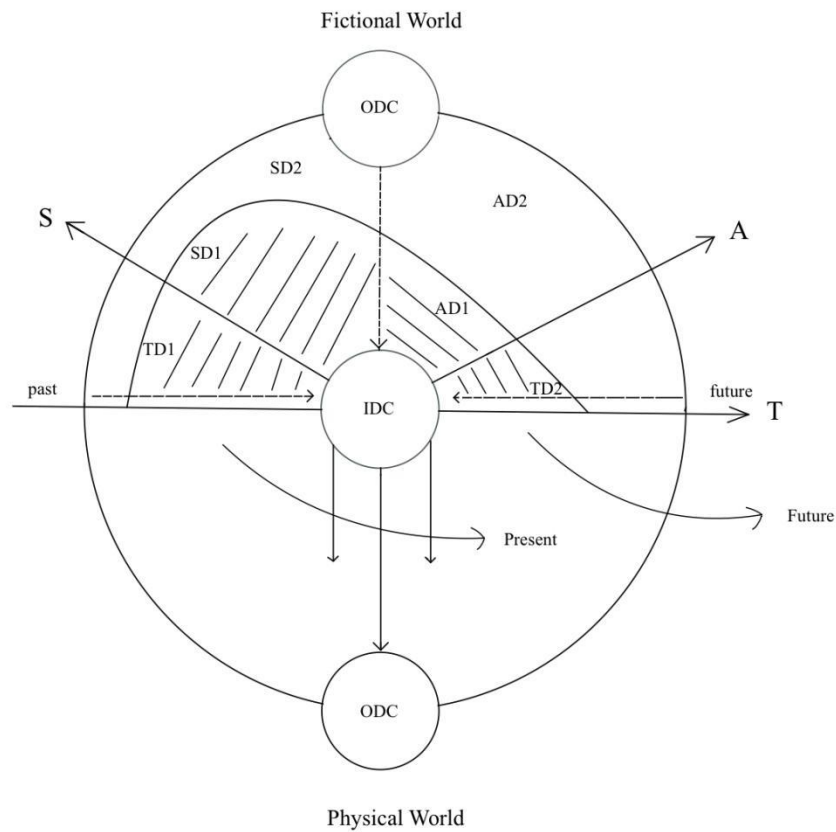 Fictional World
ODC
SD2
AD2
S
A
SD1
AD1
TD1
TD2
past
future
IDC
T
Present
Future
ODC
Physical World